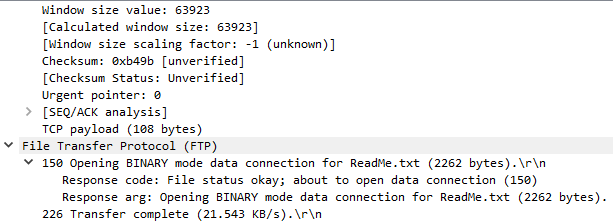 Window size value: 63923
[Calculated window size: 63923]
[Window size scaling factor: -1 (unknown)]
Checksum: 0xb49b [unverified]
[Checksum Status: Unverified]
Urgent pointer: 0
[SEQ/ACK analysis]
TCP payload (108 bytes)
File Transfer Protocol (FTP)
150 Opening BINARY mode data connection for ReadMe.txt (2262 bytes).\r\n
Response code: File status okay; about to open data connection (150)
Response arg: Opening BINARY mode data connection for ReadMe.txt (2262 bytes).
226 Transfer complete (21.543 KB/s).\r\n